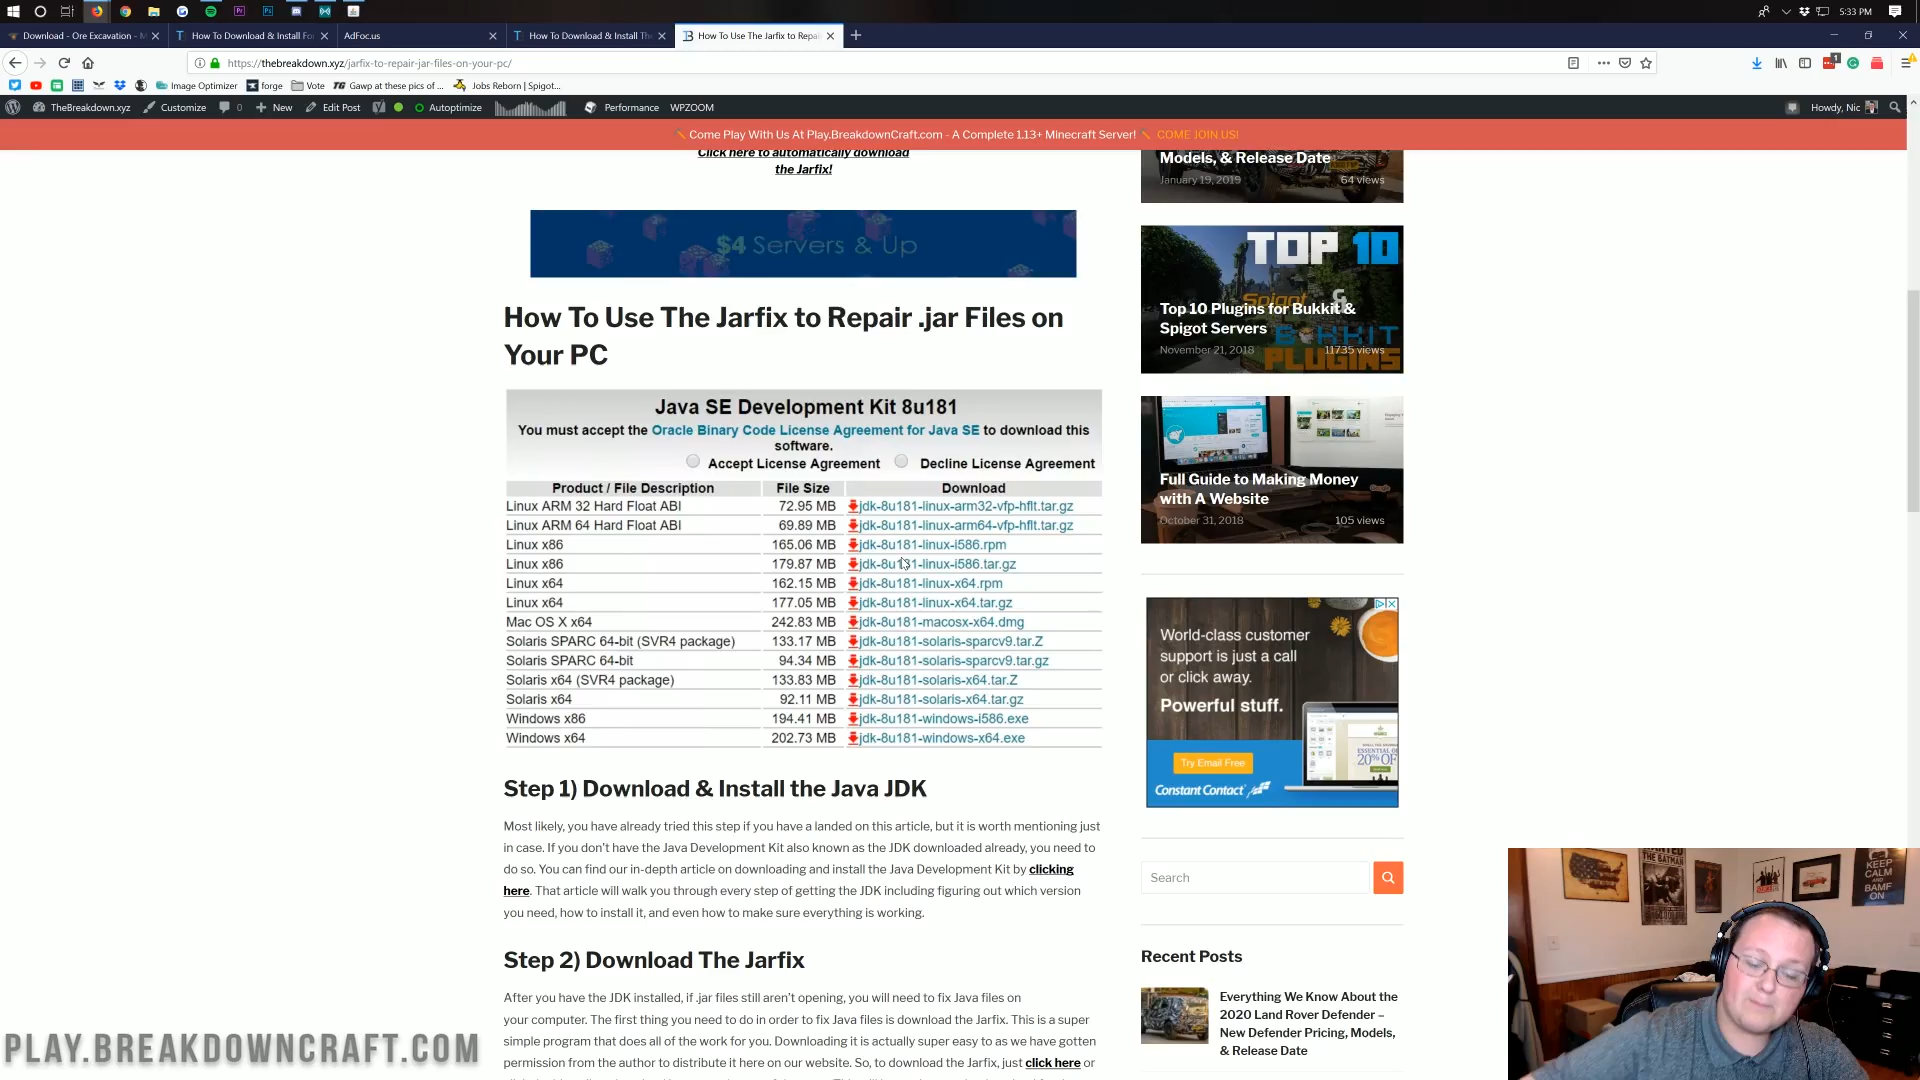 5:33 PM
Download - Ore Excavation - M
How To Download & Install Fo
AdFoc.us
How To Download & Install The
How To Use The Jarfix to Repai
https://thebreakdown.xyz/jarfix-to-repair-jar-files-on-your-pc/
Image Optimizer
forge
Vote
Gawp at these pics of ...
Jobs Reborn | Spigot...
TheBreakdown.xyz
Customize
0
New
Edit Post
Autoptimize
Performance
WPZOOM
Howdy, Nic
Come Play With Us At Play.BreakdownCraft.com - A Complete 1.13+ Minecraft Server! COME JOIN US!
Click here to automatically download
the Jarfix!
$4 Servers & Up
How To Use The Jarfix to Repair .jar Files on
Your PC
Java SE Development Kit 8u181
You must accept the Oracle Binary Code License Agreement for Java SE to download this
software.
Accept License Agreement Decline License Agreement
Product / File Description File Size Download
Linux ARM 32 Hard Float ABI 72.95 MB jdk-8u181-linux-arm32-vfp-hflt.tar.gz
Linux ARM 64 Hard Float ABI 69.89 MB jdk-8u181-linux-arm64-vfp-hflt.tar.gz
Linux x86 165.06 MB jdk-8u181-linux-i586.rpm
Linux x86 179.87 MB jdk-8u181-linux-i586.tar.gz
Linux x64 162.15 MB jdk-8u181-linux-x64.rpm
Linux x64 177.05 MB jdk-8u181-linux-x64.tar.gz
Mac OS X x64 242.83 MB jdk-8u181-macosx-x64.dmg
Solaris SPARC 64-bit (SVR4 package) 133.17 MB jdk-8u181-solaris-sparcv9.tar.Z
Solaris SPARC 64-bit 94.34 MB jdk-8u181-solaris-sparcv9.tar.gz
Solaris x64 (SVR4 package) 133.83 MB jdk-8u181-solaris-x64.tar.Z
Solaris x64 92.11 MB jdk-8u181-solaris-x64.tar.gz
Windows x86 194.41 MB jdk-8u181-windows-i586.exe
Windows x64 202.73 MB jdk-8u181-windows-x64.exe
Step 1) Download & Install the Java JDK
Most likely, you have already tried this step if you have a landed on this article, but it is worth mentioning just
in case. If you don't have the Java Development Kit also known as the JDK downloaded already, you need to
do so. You can find our in-depth article on downloading and install the Java Development Kit by clicking
here. That article will walk you through every step of getting the JDK including figuring out which version
you need, how to install it, and even how to make sure everything is working.
Step 2) Download The Jarfix
After you have the JDK installed, if .jar files still aren't opening, you will need to fix Java files on
your computer. The first thing you need to do in order to fix Java files is download the Jarfix. This is a super
simple program that does all of the work for you. Downloading it is actually super easy to as we have gotten
permission from the author to distribute it here on our website. So, to download the Jarfix, just click here or
Models, & Release Date
January 19, 2019 64 views
TOP 10
Spigot &
BUKKIT
PLUGINS
Top 10 Plugins for Bukkit &
Spigot Servers
November 21, 2018 11735 views
Full Guide to Making Money
with A Website
October 31, 2018 105 views
World-class customer
support is just a call
or click away.
Powerful stuff.
20% OF
Try Email Free
Constant Contact
Search
Recent Posts
Everything We Know About the
2020 Land Rover Defender –
New Defender Pricing, Models,
& Release Date
WANTED
THE BATMAN
KEEP
CALM
AND
BAMF
ON
PLAY.BREAKDOWNCRAFT.COM